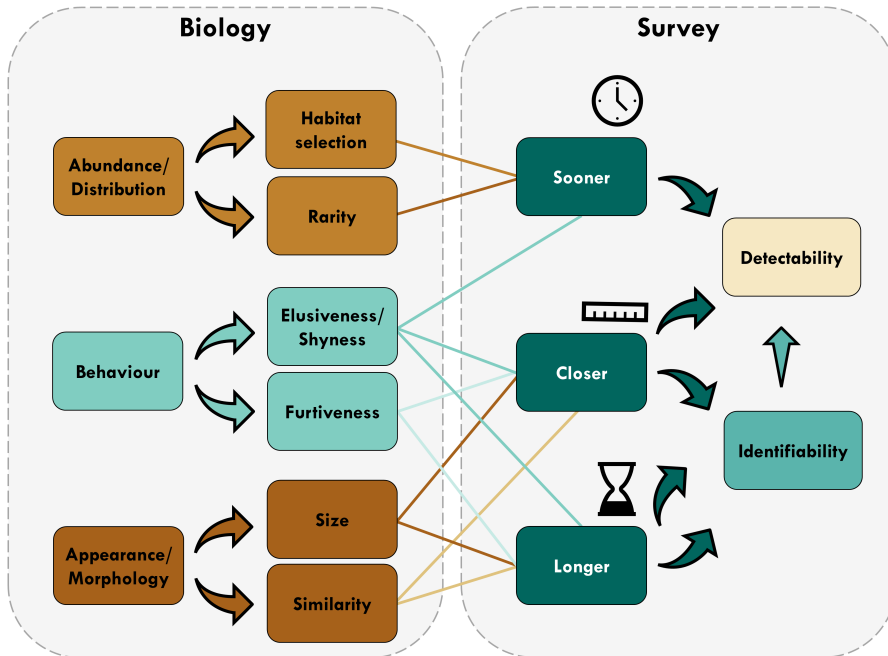 Biology
Survey
Abundance/
Distribution
Habitat
selection
Rarity
Behaviour
Elusiveness/
Shyness
Furtiveness
Appearance/
Morphology
Size
Similarity
Sooner
Closer
Longer
Detectability
Identifiability